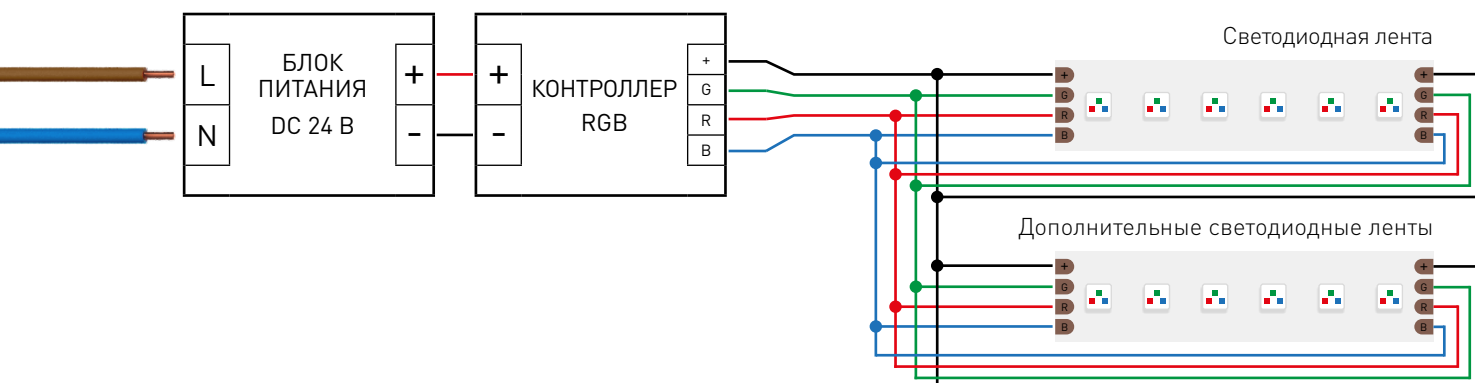 Светодиодная лента
L
N
БЛОК
ПИТАНИЯ
DC 24 В
+
-
+
-
КОНТРОЛЛЕР
RGB
+
G
R
B
+
G
R
B
+
G
R
B
Дополнительные светодиодные ленты
+
G
R
B
+
G
R
B